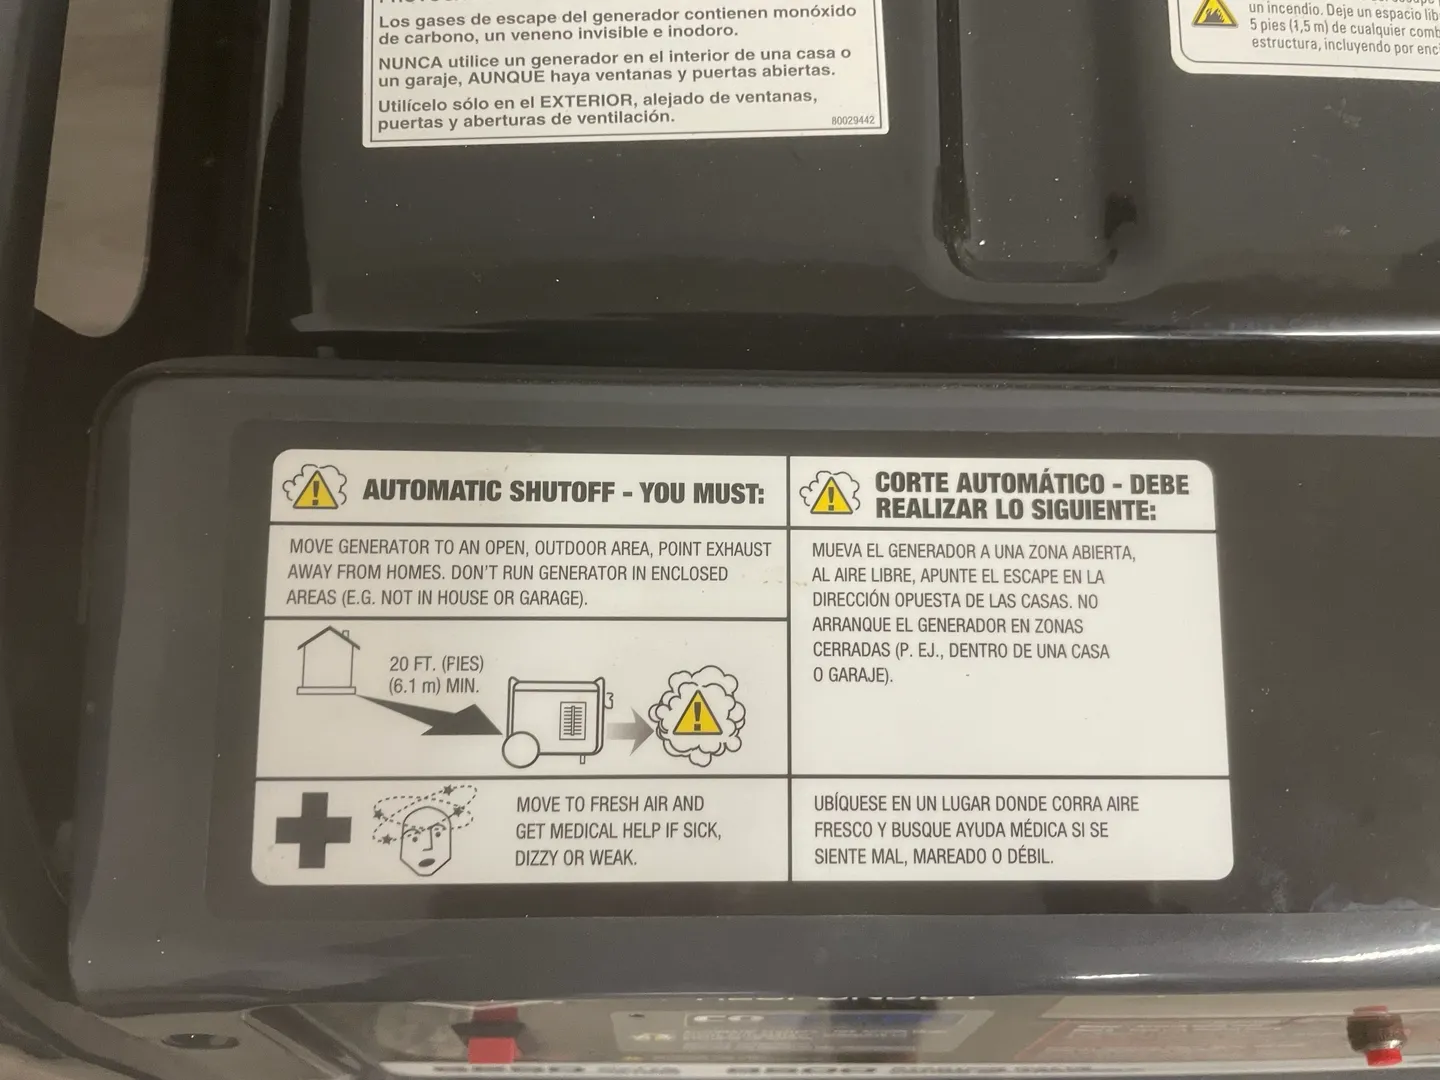 Los gases de escape del generador contienen monóxido
de carbono, un veneno invisible e inodoro.
NUNCA utilice un generador en el interior de una casa o
un garaje, AUNQUE haya ventanas y puertas abiertas.
Utilícelo sólo en el EXTERIOR, alejado de ventanas,
puertas y aberturas de ventilación.
80029442
un incendio. Deje un espacio lib
5 pies (1,5 m) de cualquier comb
estructura, incluyendo por enci
AUTOMATIC SHUTOFF - YOU MUST:
MOVE GENERATOR TO AN OPEN, OUTDOOR AREA, POINT EXHAUST
AWAY FROM HOMES. DON'T RUN GENERATOR IN ENCLOSED
AREAS (E.G. NOT IN HOUSE OR GARAGE).
20 FT. (FIES)
(6.1 m) MIN.
MOVE TO FRESH AIR AND
GET MEDICAL HELP IF SICK,
DIZZY OR WEAK.
CORTE AUTOMÁTICO - DEBE
REALIZAR LO SIGUIENTE:
MUEVA EL GENERADOR A UNA ZONA ABIERTA,
AL AIRE LIBRE, APUNTE EL ESCAPE EN LA
DIRECCIÓN OPUESTA DE LAS CASAS. NO
ARRANQUE EL GENERADOR EN ZONAS
CERRADAS (P. EJ., DENTRO DE UNA CASA
O GARAJE).
UBÍQUESE EN UN LUGAR DONDE CORRA AIRE
FRESCO Y BUSQUE AYUDA MÉDICA SI SE
SIENTE MAL, MAREADO O DÉBIL.